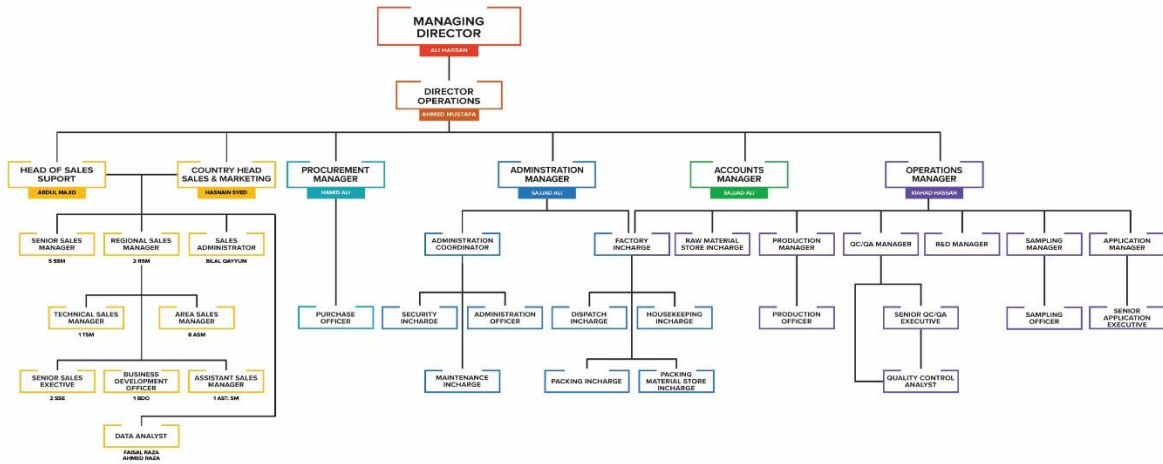 MANAGING
DIRECTOR
ALI HASSAN
DIRECTOR
OPERATIONS
AHMED MUSTAFA
HEAD OF SALES
SUPORT
ABDUL MAJID
COUNTRY HEAD
SALES & MARKETING
HASNAIN SYED
PROCUREMENT
MANAGER
HAMID ALI
ADMINSTRATION
MANAGER
SAJJAD ALI
ACCOUNTS
MANAGER
SAJJAD ALI
OPERATIONS
MANAGER
MAHAD HASSAN
SENIOR SALES
MANAGER
5 SSM
REGIONAL SALES
MANAGER
2 RSM
SALES
ADMINISTRATOR
BILAL QAYYUM
ADMINISTRATION
COORDINATOR
FACTORY
INCHARGE
RAW MATERIAL
STORE INCHARGE
PRODUCTION
MANAGER
QC/QA MANAGER
R&D MANAGER
SAMPLING
MANAGER
APPLICATION
MANAGER
TECHNICAL SALES
MANAGER
1 TSM
AREA SALES
MANAGER
8 ASM
PURCHASE
OFFICER
SECURITY
INCHARDE
ADMINISTRATION
OFFICER
DISPATCH
INCHARGE
HOUSEKEEPING
INCHARGE
PRODUCTION
OFFICER
SENIOR QC/QA
EXECUTIVE
SAMPLING
OFFICER
SENIOR
APPLICATION
EXECUTIVE
SENIOR SALES
EXECTIVE
2 SSE
BUSINESS
DEVELOPMENT
OFFICER
1 BDO
ASSISTANT SALES
MANAGER
1 AST. SM
MAINTENANCE
INCHARGE
PACKING INCHARGE
PACKING
MATERIAL STORE
INCHARGE
QUALITY CONTROL
ANALYST
DATA ANALYST
FAISAL RAZA
AHMED RAZA